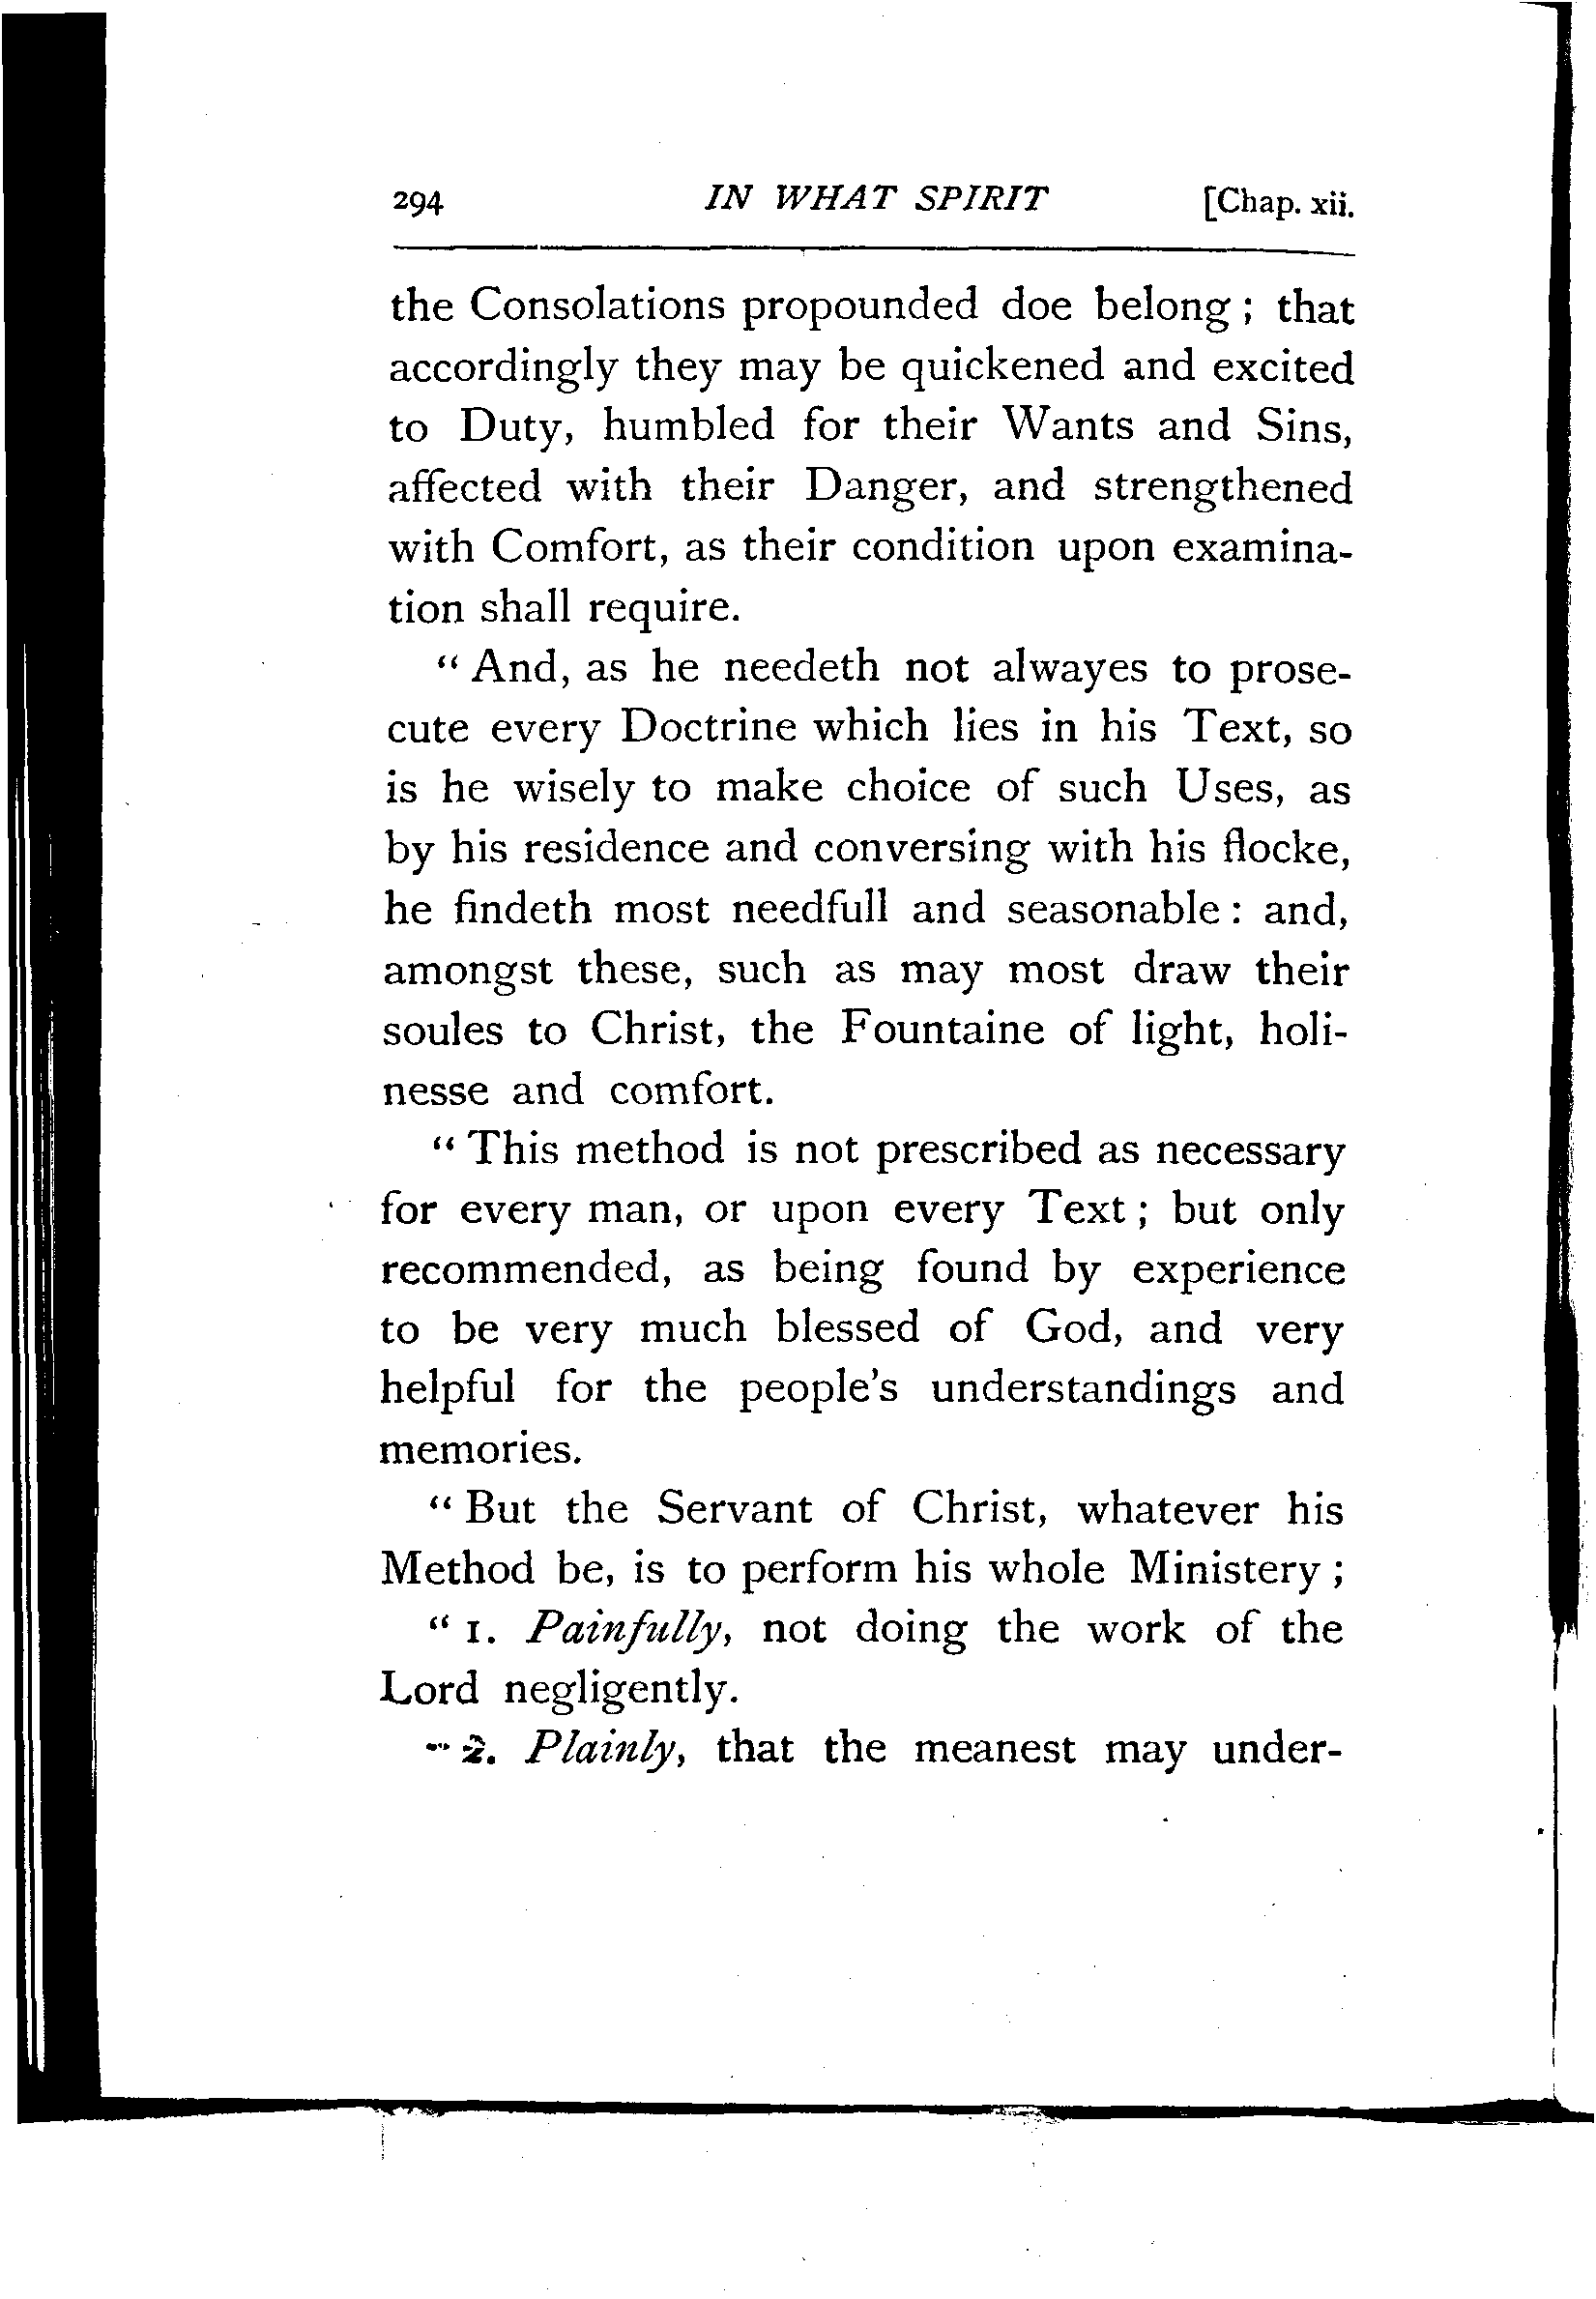 294 IN WHAT SPIRIT [Chap. xii.
the Consolations propounded doe belong; that
accordingly they may be quickened and excited
to Duty, humbled for their Wants and Sins,
affected with their Danger, and strengthened
with Comfort, as their condition upon examina-
tion shall require.
"And, as he needeth not alwayes to prose-
cute every Doctrine which lies in his Text, so
is he wisely to make choice of such Uses, as
by his residence and conversing with his flocke,
he findeth most needfull and seasonable: and,
amongst these, such as may most draw their
soules to Christ, the Fountaine of light, holi-
nesse and comfort.
"This method is not prescribed as necessary
for every man, or upon every Text; but only
recommended, as being found by experience
to be very much blessed of God, and very
helpful for the people's understandings and
memories.
"But the Servant of Christ, whatever his
Method be, is to perform his whole Ministery;
"1. Painfully, not doing the work of the
Lord negligently.
"2. Plainly, that the meanest may under-